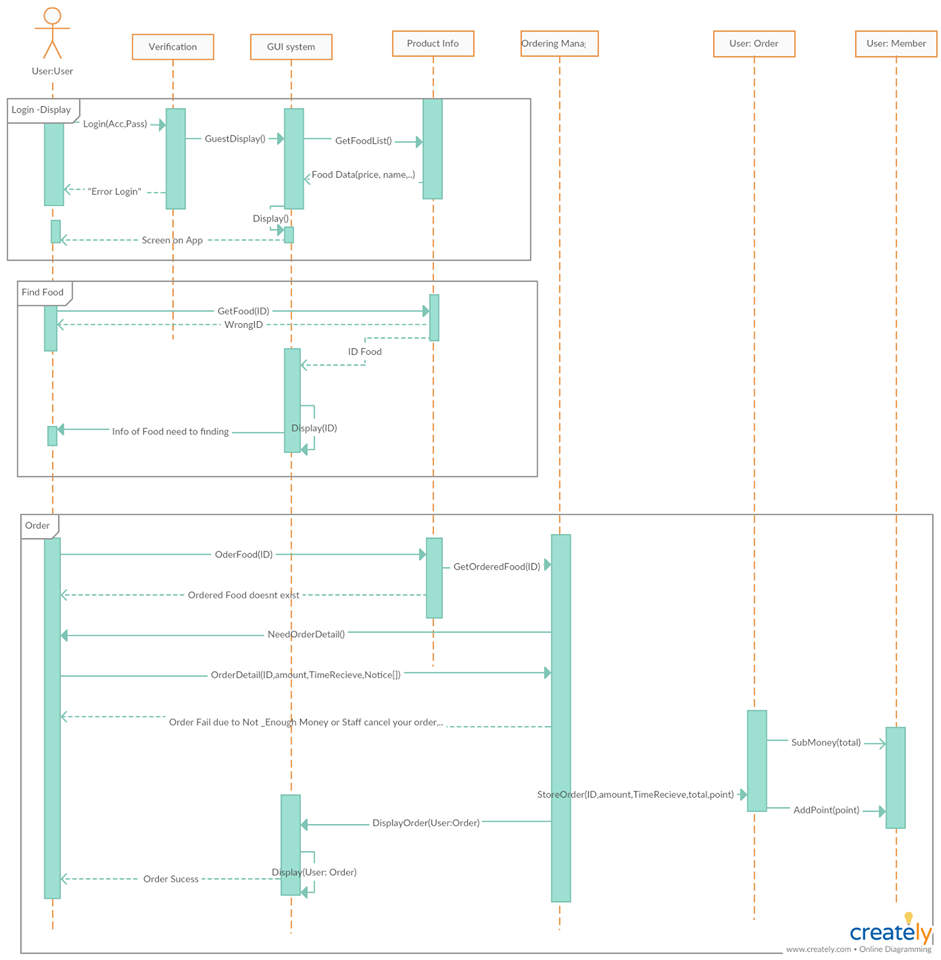 User:User
Verification
GUI system
Product Info
Ordering Mana
User: Order
User: Member
Login -Display
Login(Acc,Pass)
GuestDisplay()
GetFoodList()
Food Data(price, name,..)
"Error Login"
Display()
Screen on App
Find Food
GetFood(ID)
WrongID
ID Food
Display(ID)
Info of Food need to finding
Order
OderFood(ID)
GetOrderedFood(ID)
Ordered Food doesnt exist
NeedOrderDetail()
OrderDetail(ID,amount,TimeRecieve,Notice[])
Order Fail due to Not _Enough Money or Staff cancel your order,..
SubMoney(total)
StoreOrder(ID,amount,TimeRecieve,total,point)
AddPoint(point)
DisplayOrder(User:Order)
Display(User: Order)
Order Sucess
creately
www.creately.com • Online Diagramming